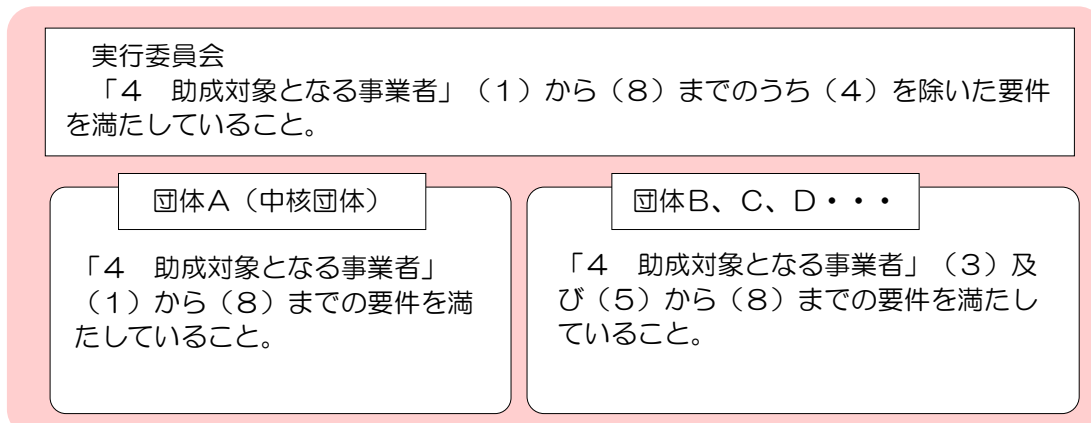 実行委員会
「4　助成対象となる事業者」（1）から（8）までのうち（4）を除いた要件
を満たしていること。
団体A（中核団体）
「4　助成対象となる事業者」
（1）から（8）までの要件を満
たしていること。
団体B、C、D・・・
「4　助成対象となる事業者」（3）及
び（5）から（8）までの要件を満たし
ていること。